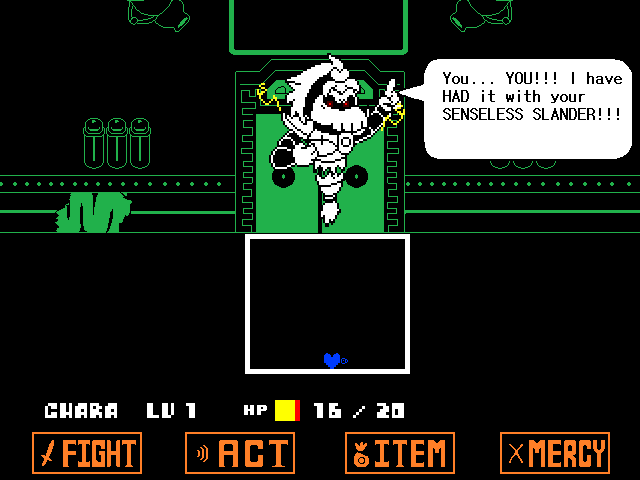 You... YOU!!! I have
HAD it with your
SENSELESS SLANDER!!!
CHARA LV 1 HP 16 / 20
FIGHT ACT ITEM MERCY